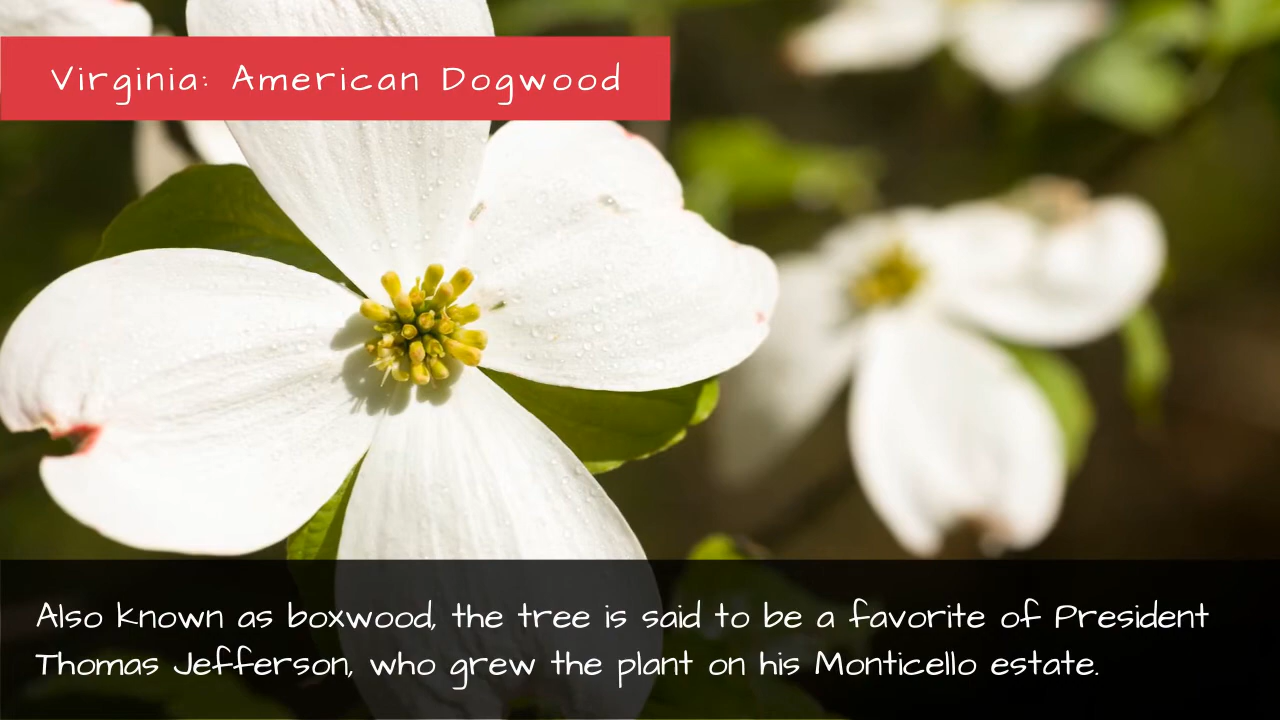 Virginia: American Dogwood
Also known as boxwood, the tree is said to be a favorite of President
Thomas Jefferson, who grew the plant on his Monticello estate.